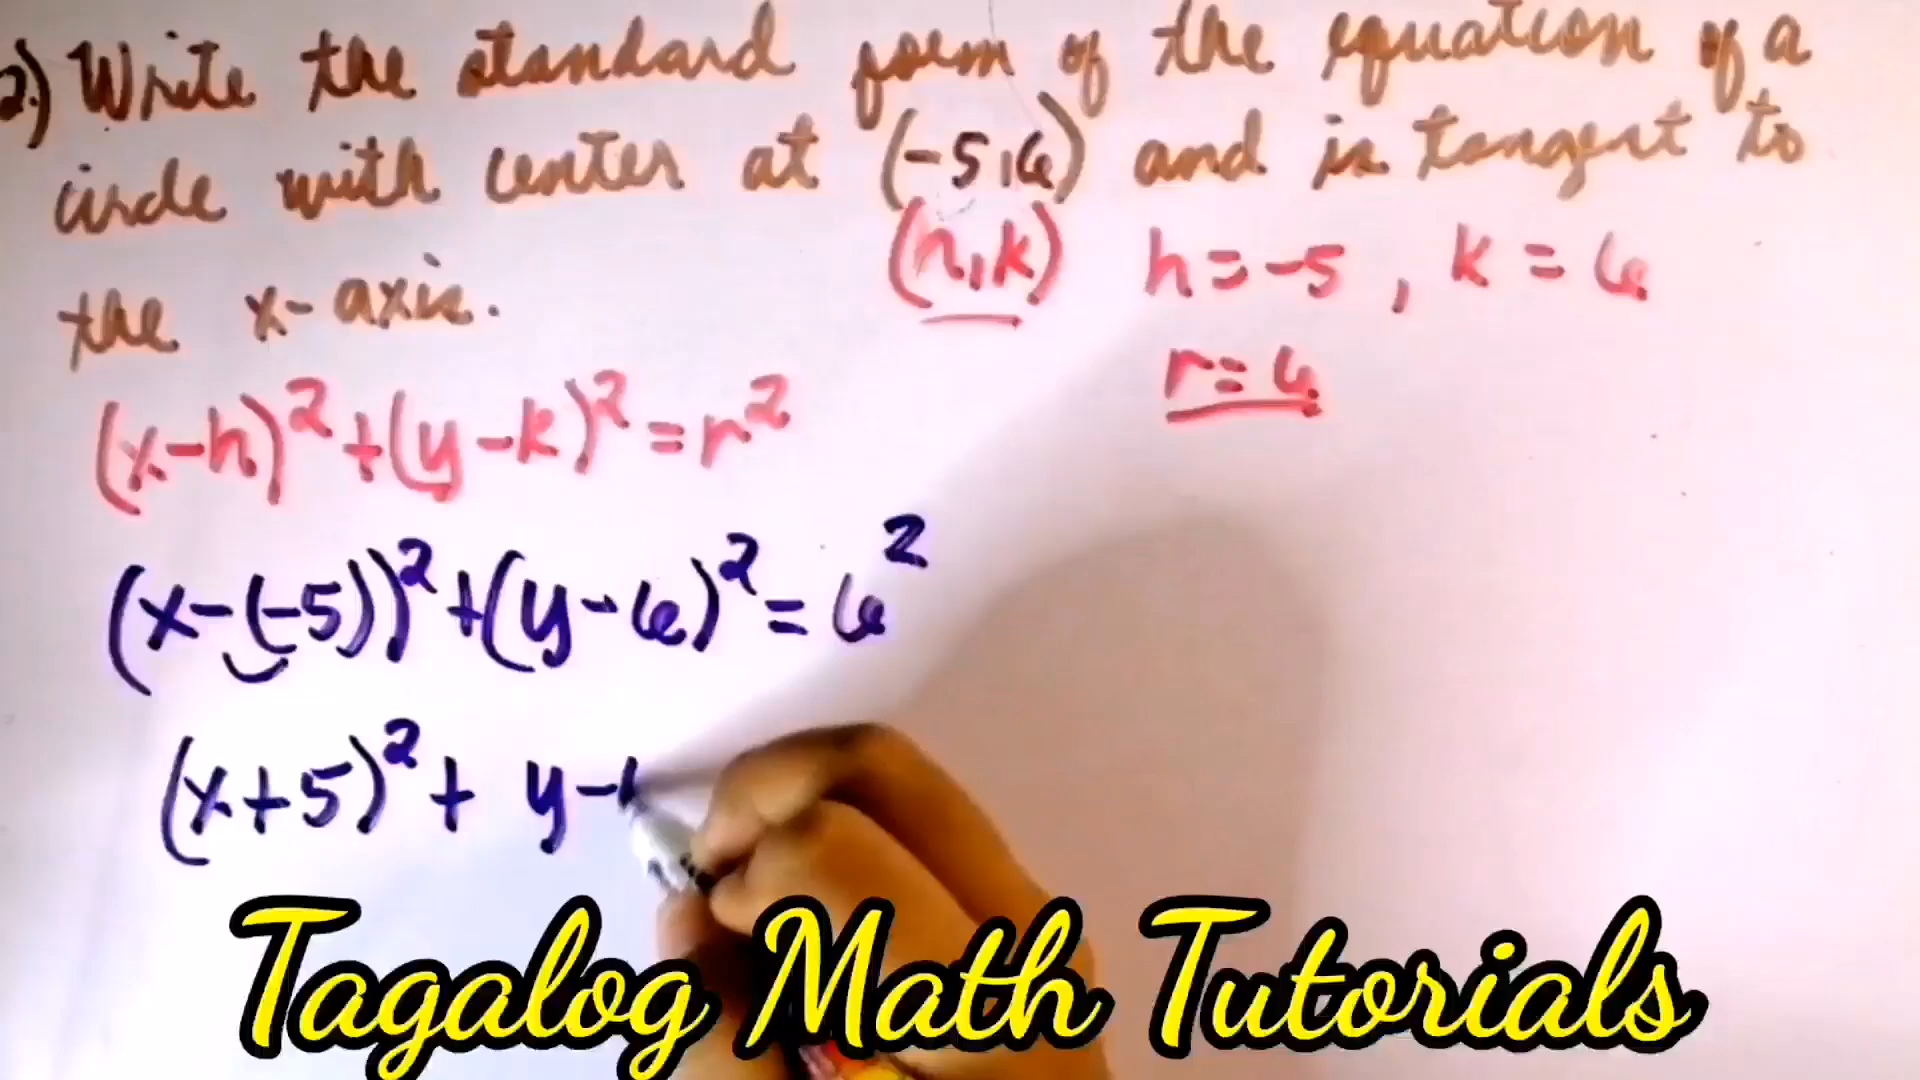 2.) Write the standard form of the equation of a
circle with center at (-5,6) and is tangent to
(h,k) h=-5, k=6
the x-axis.
r=6
(x-h)²+(y-k)²=r²
(x-(-5))²+(y-6)²=6²
(x+5)²+ y-
Tagalog Math Tutorials